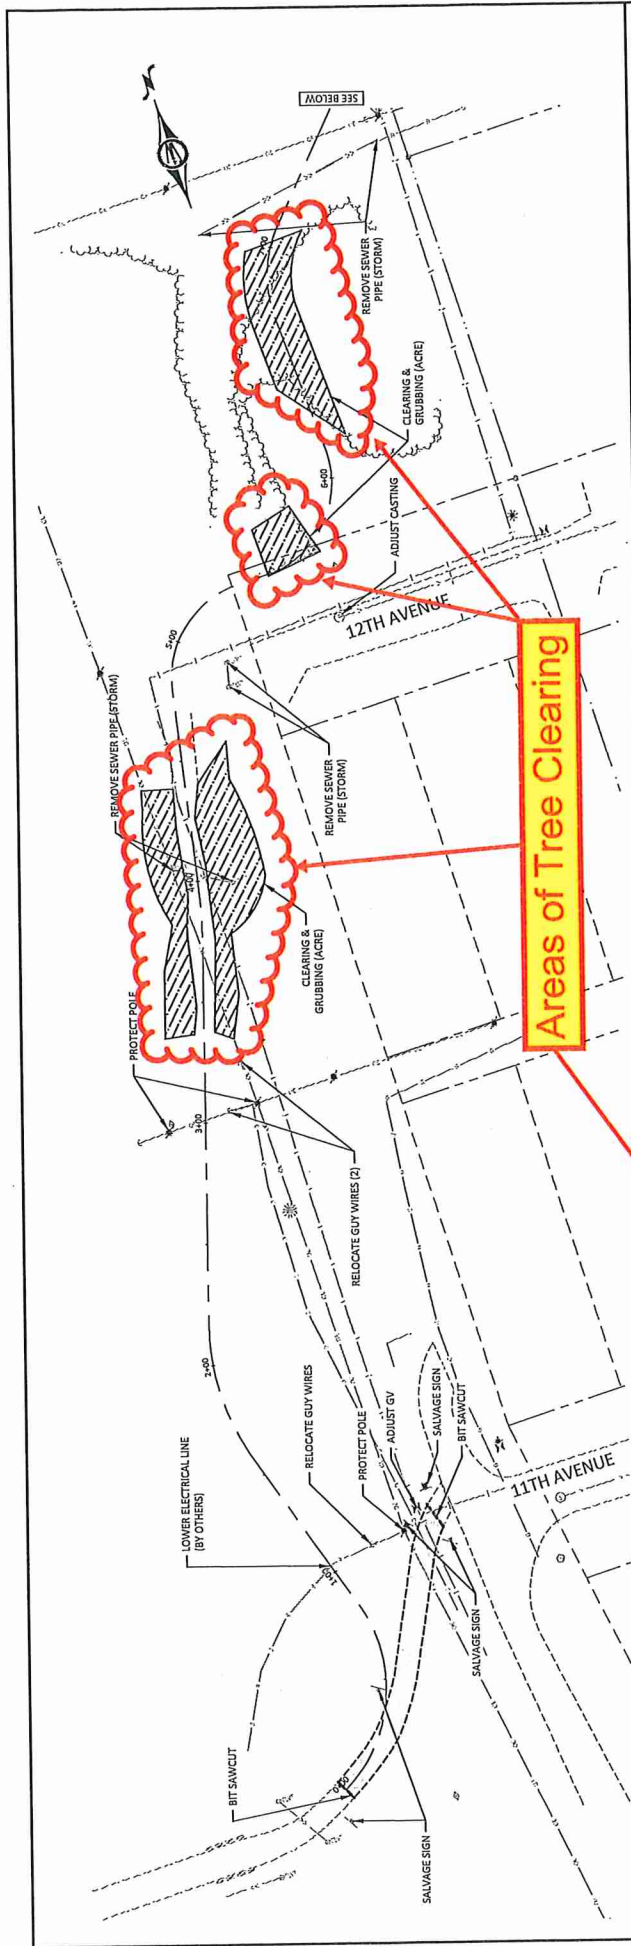 SEE BELOW
REMOVE SEWER
PIPE (STORM)
CLEARING &
GRUBBING (ACRE)
6+00
ADJUST CASTING
12TH AVENUE
5+00
REMOVE SEWER PIPE (STORM)
REMOVE SEWER
PIPE (STORM)
4+00
CLEARING &
GRUBBING (ACRE)
Areas of Tree Clearing
PROTECT POLE
3+00
RELOCATE GUY WIRES (2)
2+00
RELOCATE GUY WIRES
PROTECT POLE
ADJUST GV
SALVAGE SIGN
BIT SAWCUT
11TH AVENUE
LOWER ELECTRICAL LINE
(BY OTHERS)
1+00
SALVAGE SIGN
BIT SAWCUT
0+00
SALVAGE SIGN